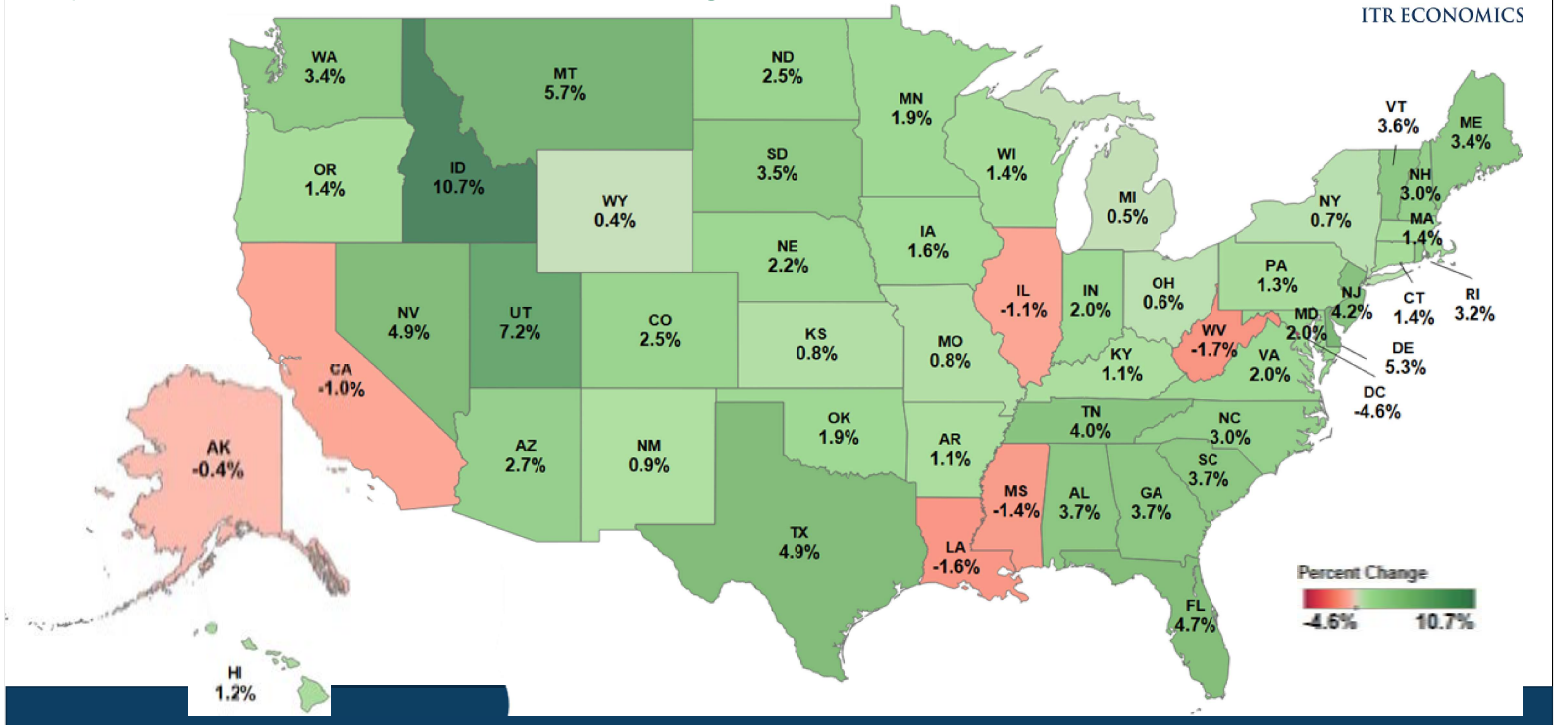 ITR ECONOMICS
WA
3.4%
MT
5.7%
ND
2.5%
MN
1.9%
VT
3.6%
ME
3.4%
OR
1.4%
ID
10.7%
SD
3.5%
WI
1.4%
NH
3.0%
WY
0.4%
MI
0.5%
NY
0.7%
MA
1.4%
NE
2.2%
IA
1.6%
PA
1.3%
NV
4.9%
UT
7.2%
CO
2.5%
IL
-1.1%
IN
2.0%
OH
0.6%
NJ
4.2%
CT
1.4%
RI
3.2%
KS
0.8%
MO
0.8%
WV
-1.7%
MD
2.0%
DE
5.3%
KY
1.1%
VA
2.0%
DC
-4.6%
CA
-1.0%
AK
-0.4%
AZ
2.7%
NM
0.9%
OK
1.9%
AR
1.1%
TN
4.0%
NC
3.0%
SC
3.7%
MS
-1.4%
AL
3.7%
GA
3.7%
TX
4.9%
LA
-1.6%
FL
4.7%
HI
1.2%
Percent Change
-4.6% 10.7%